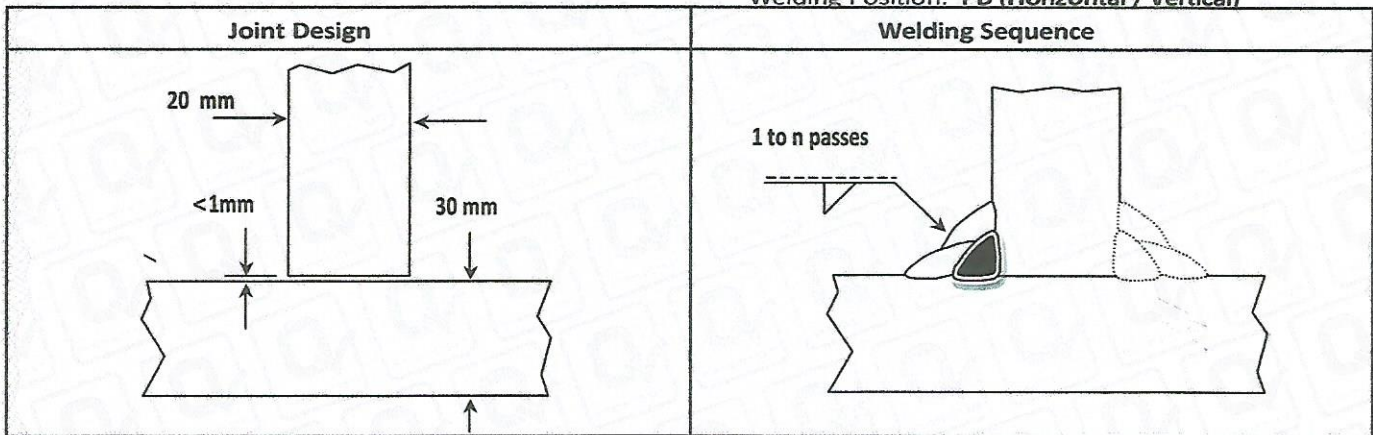 Welding Position: PB (Horizontal / Vertical)
Joint Design
Welding Sequence
20 mm
<1mm
30 mm
1 to n passes